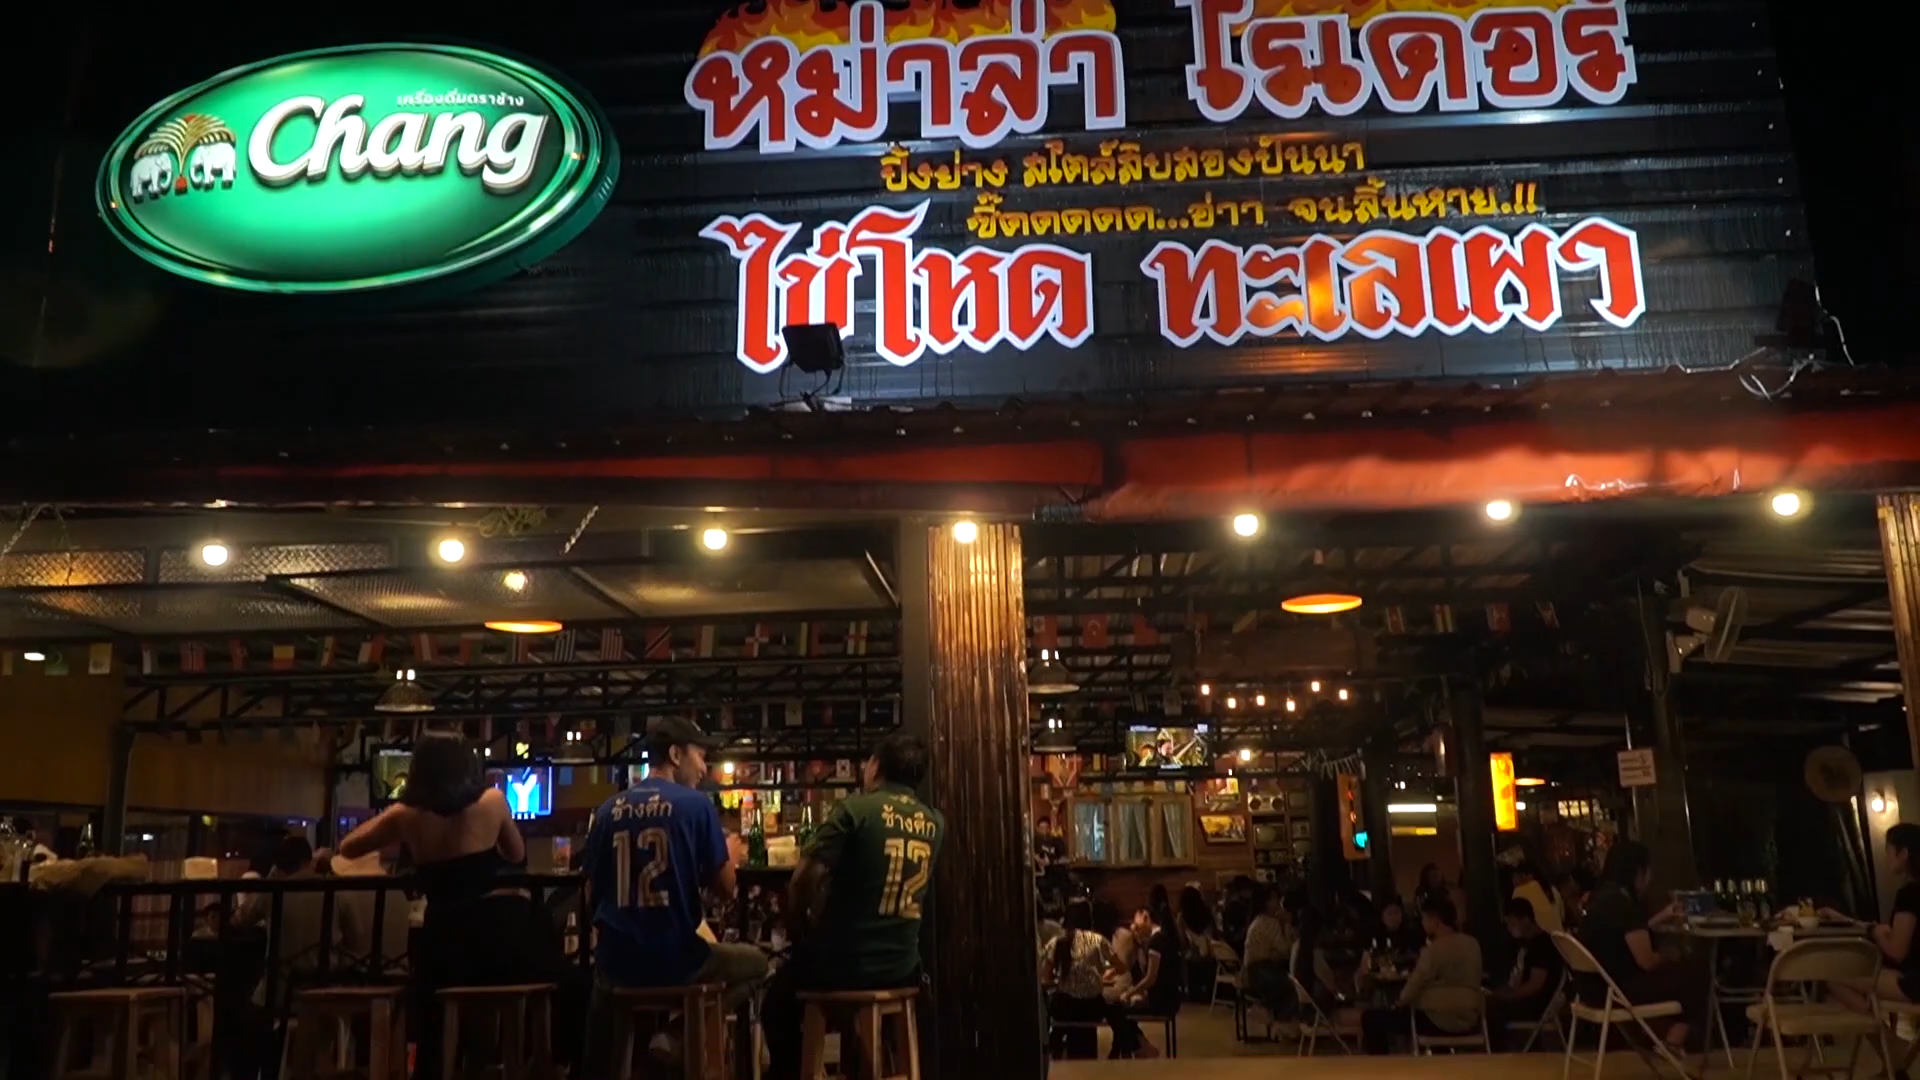 เครื่องดื่มตราช้าง
Chang
หม่าล่า โรเดอร์
ปิ้งย่าง สไตล์สิบสองปันนา
ซี๊ดดดดด...อ่าา จนสิ้นหาย.!!
ไข่โหด ทะเลเผา
ช้างศึก
12
ช้างศึก
12